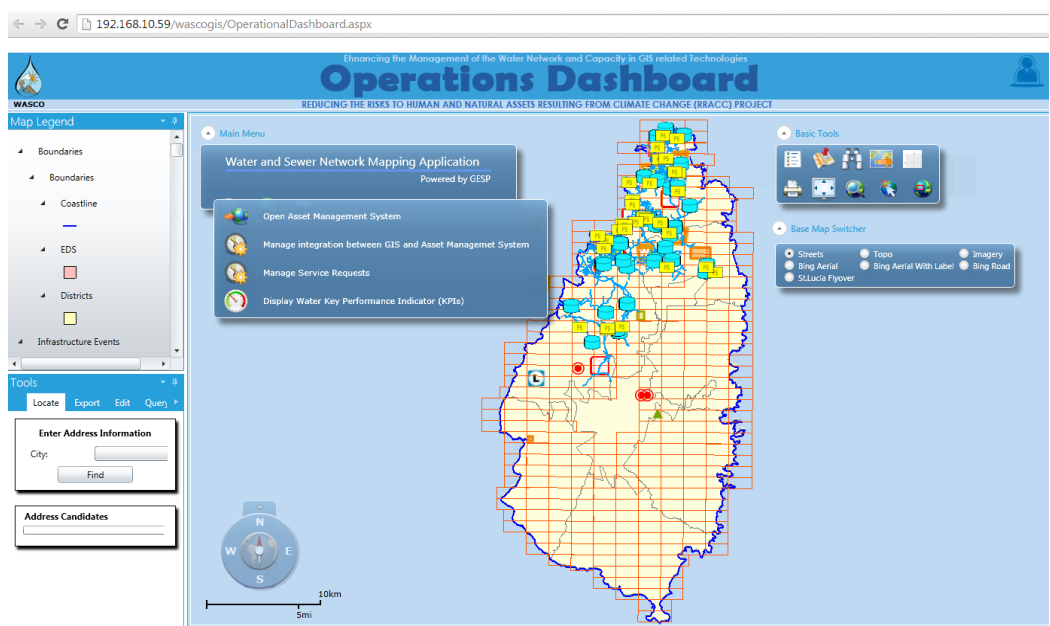 192.168.10.59/wascogis/OperationalDashboard.aspx
Ehnancing the Management of the Water Network and Capacity in GIS related Technologies
Operations Dashboard
REDUCING THE RISKS TO HUMAN AND NATURAL ASSETS RESULTING FROM CLIMATE CHANGE (RRACC) PROJECT
WASCO
Map Legend
Boundaries
Boundaries
Coastline
EDS
Districts
Infrastructure Events
Tools
Locate Export Edit Query
Enter Address Information
City:
Find
Address Candidates
Main Menu
Water and Sewer Network Mapping Application
Powered by GESP
Open Asset Management System
Manage integration between GIS and Asset Managemet System
Manage Service Requests
Display Water Key Performance Indicator (KPIs)
PS
L
N
W E
S
10km
5mi
Basic Tools
Base Map Switcher
Streets Topo Imagery
Bing Aerial Bing Aerial With Label Bing Road
St.Lucia Flyover